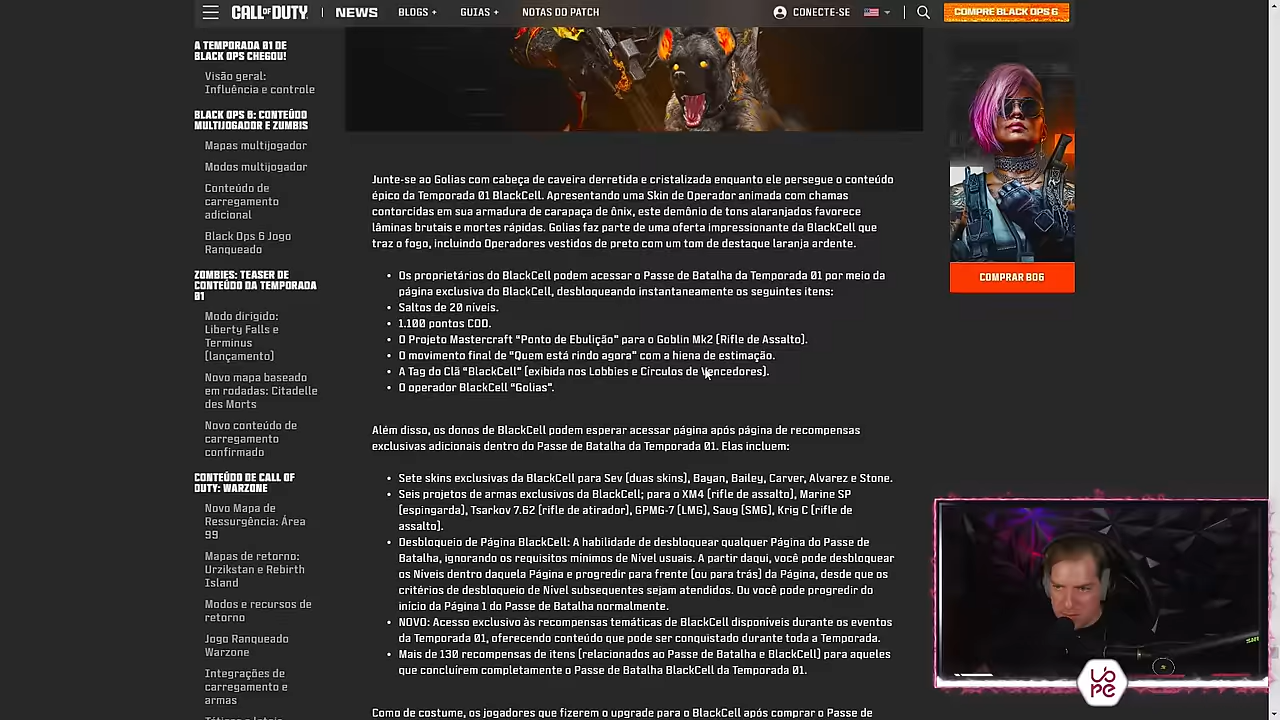 CALL OF DUTY | NEWS BLOGS + GUIAS + NOTAS DO PATCH CONECTE-SE COMPRE BLACK OPS 6
A TEMPORADA 01 DE
BLACK OPS CHEGOU!
Visão geral:
Influência e controle
BLACK OPS 6: CONTEÚDO
MULTIJOGADOR E ZUMBIS
Mapas multijogador
Modos multijogador
Conteúdo de
carregamento
adicional
Black Ops 6 Jogo
Ranqueado
ZOMBIES: TEASER DE
CONTEÚDO DA TEMPORADA
01
Modo dirigido:
Liberty Falls e
Terminus
(lançamento)
Novo mapa baseado
em rodadas: Citadelle
des Morts
Novo conteúdo de
carregamento
confirmado
CONTEÚDO DE CALL OF
DUTY: WARZONE
Novo Mapa de
Ressurgência: Área
99
Mapas de retorno:
Urzikstan e Rebirth
Island
Modos e recursos de
retorno
Jogo Ranqueado
Warzone
Integrações de
carregamento e
armas
Junte-se ao Golias com cabeça de caveira derretida e cristalizada enquanto ele persegue o conteúdo
épico da Temporada 01 BlackCell. Apresentando uma Skin de Operador animada com chamas
contorcidas em sua armadura de carapaça de ônix, este demônio de tons alaranjados favorece
lâminas brutais e mortes rápidas. Golias faz parte de uma oferta impressionante da BlackCell que
traz o fogo, incluindo Operadores vestidos de preto com um tom de destaque laranja ardente.
• Os proprietários do BlackCell podem acessar o Passe de Batalha da Temporada 01 por meio da
página exclusiva do BlackCell, desbloqueando instantaneamente os seguintes itens:
• Saltos de 20 níveis.
• 1.100 pontos COD.
• O Projeto Mastercraft “Ponto de Ebulição” para o Goblin Mk2 (Rifle de Assalto).
• O movimento final de “Quem está rindo agora” com a hiena de estimação.
• A Tag do Clã “BlackCell” (exibida nos Lobbies e Círculos de Vencedores).
• O operador BlackCell “Golias”.
Além disso, os donos de BlackCell podem esperar acessar página após página de recompensas
exclusivas adicionais dentro do Passe de Batalha da Temporada 01. Elas incluem:
• Sete skins exclusivas da BlackCell para Sev (duas skins), Bayan, Bailey, Carver, Alvarez e Stone.
• Seis projetos de armas exclusivos da BlackCell; para o XM4 (rifle de assalto), Marine SP
(espingarda), Tsarkov 7.62 (rifle de atirador), GPMG-7 (LMG), Saug (SMG), Krig C (rifle de
assalto).
• Desbloqueio de Página BlackCell: A habilidade de desbloquear qualquer Página do Passe de
Batalha, ignorando os requisitos mínimos de Nível usuais. A partir daqui, você pode desbloquear
os Níveis dentro daquela Página e progredir para frente (ou para trás) da Página, desde que os
critérios de desbloqueio de Nível subsequentes sejam atendidos. Ou você pode progredir do
início da Página 1 do Passe de Batalha normalmente.
• NOVO: Acesso exclusivo às recompensas temáticas de BlackCell disponíveis durante os eventos
da Temporada 01, oferecendo conteúdo que pode ser conquistado durante toda a Temporada.
• Mais de 130 recompensas de itens (relacionados ao Passe de Batalha e BlackCell) para aqueles
que concluírem completamente o Passe de Batalha BlackCell da Temporada 01.
Como de costume, os jogadores que fizerem o upgrade para o BlackCell após comprar o Passe de
COMPRAR BO6